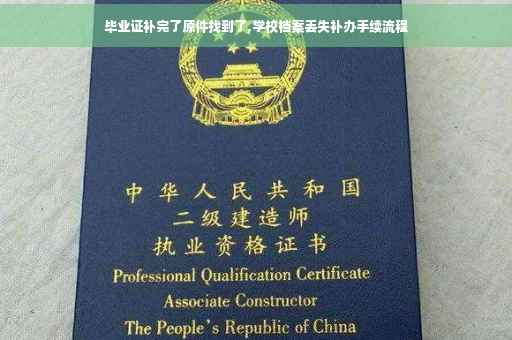 毕业证补完了原件找到了,学校档案丢失补办手续流程
中华人民共和国
二级建造师
执业资格证书
Professional Qualification Certificate
Associate Constructor
The People's Republic of China